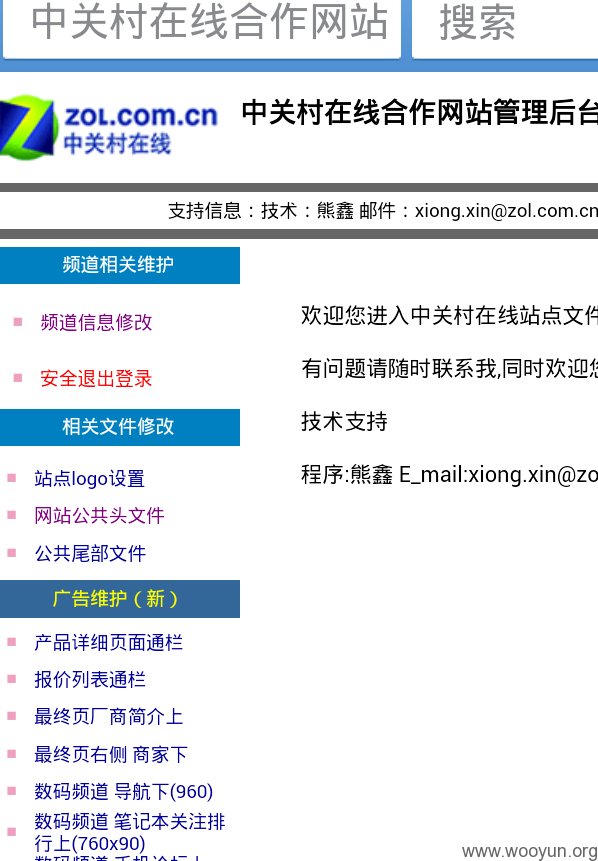 中关村在线合作网站
搜索
zol.com.cn
中关村在线
中关村在线合作网站管理后台
支持信息：技术：熊鑫 邮件：xiong.xin@zol.com.cn
频道相关维护
频道信息修改
安全退出登录
相关文件修改
站点logo设置
网站公共头文件
公共尾部文件
广告维护（新）
产品详细页面通栏
报价列表通栏
最终页厂商简介上
最终页右侧 商家下
数码频道 导航下(960)
数码频道 笔记本关注排
行上(760x90)
欢迎您进入中关村在线站点文件
有问题请随时联系我,同时欢迎您
技术支持
程序:熊鑫 E_mail:xiong.xin@zo
www.wooyun.org